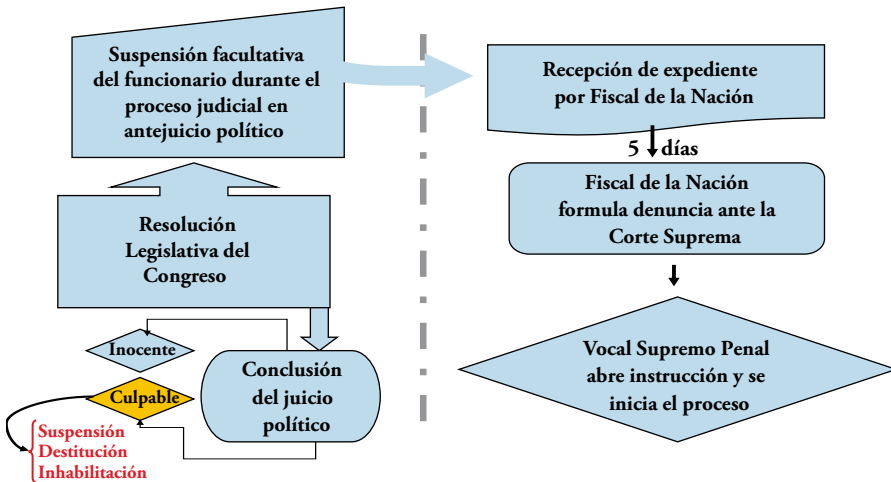 Suspensión facultativa
del funcionario durante el
proceso judicial en
antejuicio político
Resolución
Legislativa del
Congreso
Inocente
Culpable
Conclusión
del juicio
político
Suspensión
Destitución
Inhabilitación
Recepción de expediente
por Fiscal de la Nación
5 días
Fiscal de la Nación
formula denuncia ante la
Corte Suprema
Vocal Supremo Penal
abre instrucción y se
inicia el proceso